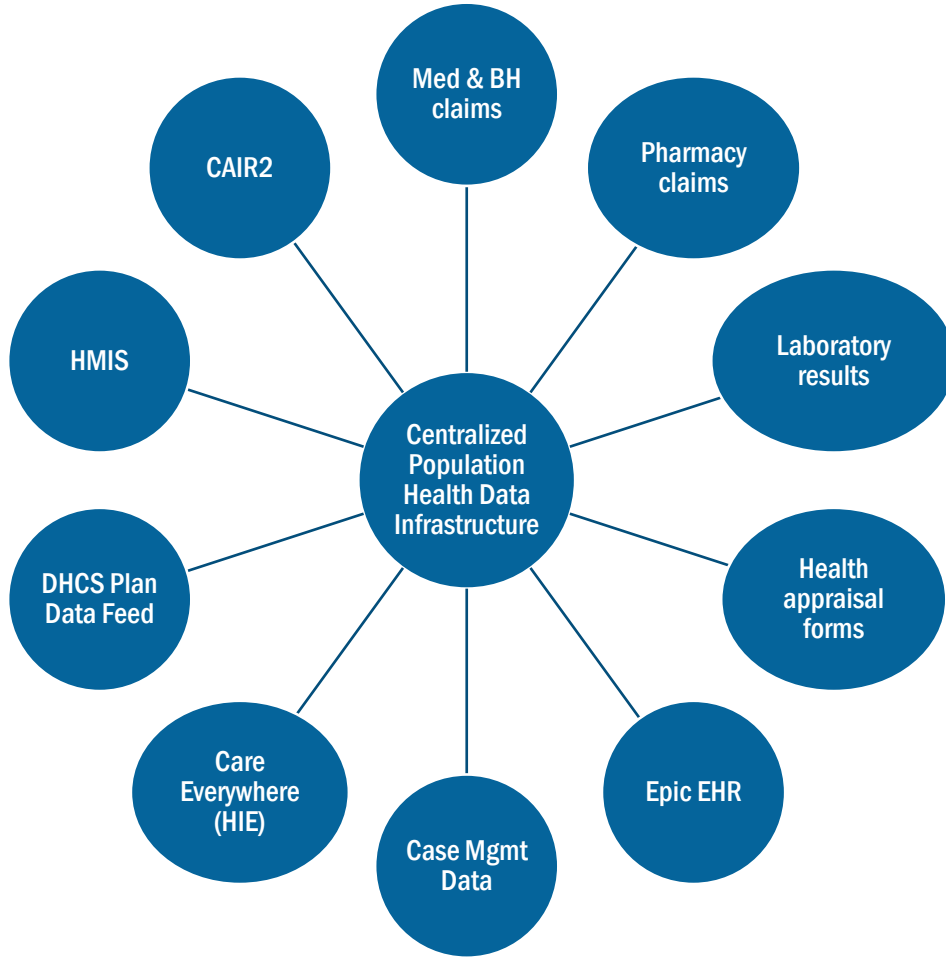 Med & BH
claims
Pharmacy
claims
Laboratory
results
Health
appraisal
forms
Epic EHR
Case Mgmt
Data
Care
Everywhere
(HIE)
DHCS Plan
Data Feed
HMIS
CAIR2
Centralized
Population
Health Data
Infrastructure